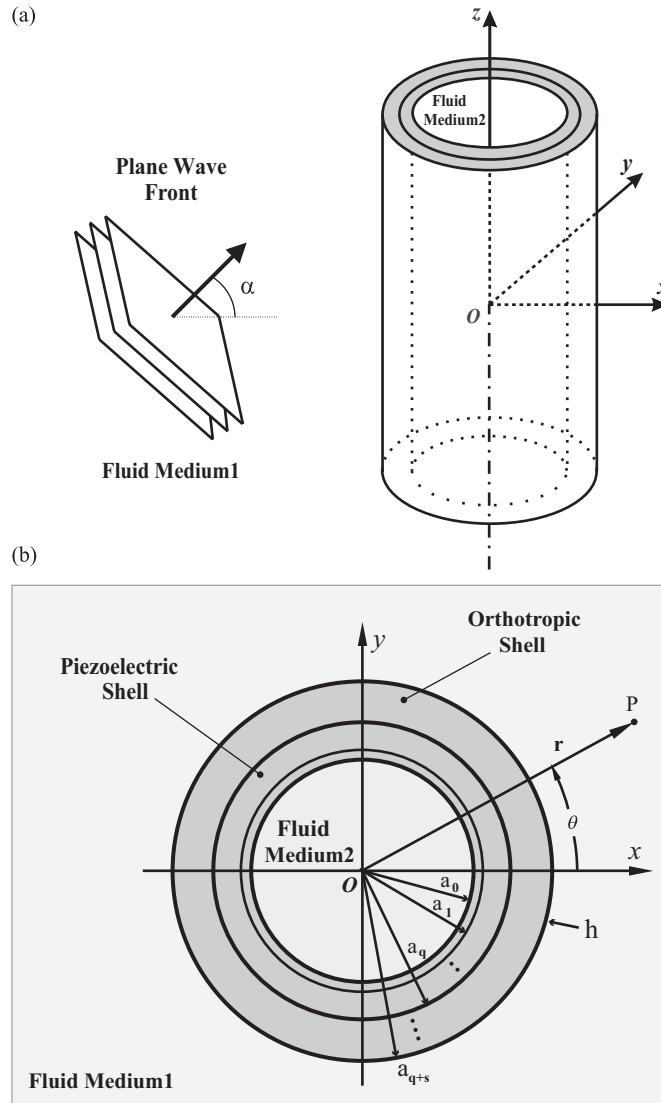 (a)
z
Fluid
Medium2
Plane Wave
Front
y
α
x
O
Fluid Medium1
(b)
Orthotropic
Shell
y
Piezoelectric
Shell
P
r
θ
Fluid
Medium2
x
O
a0
a1
h
aq
aq+s
Fluid Medium1